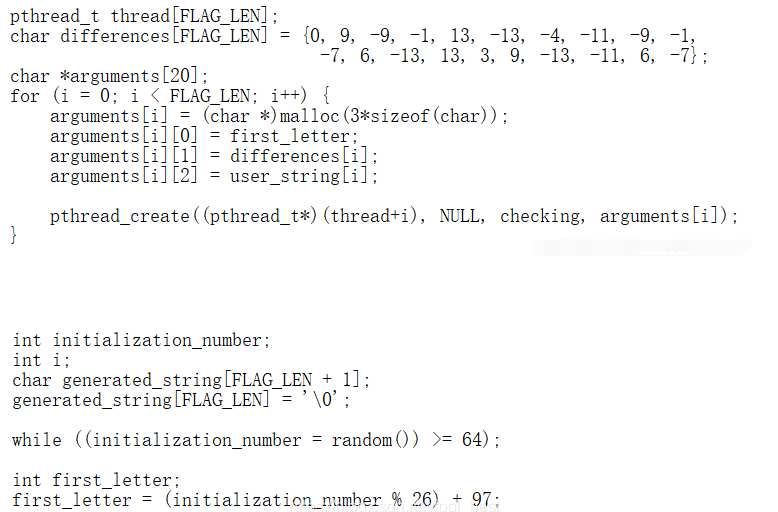 pthread_t thread[FLAG_LEN];
char differences[FLAG_LEN] = {0, 9, -9, -1, 13, -13, -4, -11, -9, -1,
                              -7, 6, -13, 13, 3, 9, -13, -11, 6, -7};
char *arguments[20];
for (i = 0; i < FLAG_LEN; i++) {
    arguments[i] = (char *)malloc(3*sizeof(char));
    arguments[i][0] = first_letter;
    arguments[i][1] = differences[i];
    arguments[i][2] = user_string[i];

    pthread_create((pthread_t*)(thread+i), NULL, checking, arguments[i]);
}

int initialization_number;
int i;
char generated_string[FLAG_LEN + 1];
generated_string[FLAG_LEN] = '\0';

while ((initialization_number = random()) >= 64);

int first_letter;
first_letter = (initialization_number % 26) + 97;